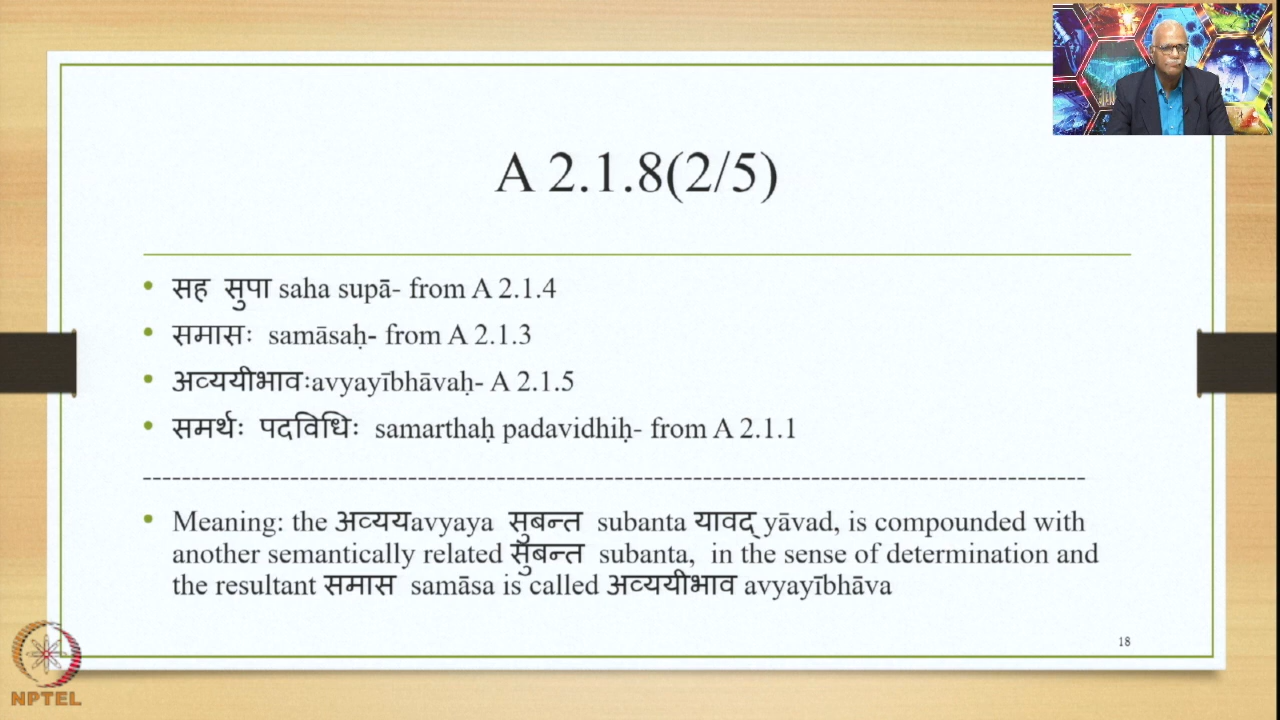 A 2.1.8(2/5)
• सह सुपा saha supā- from A 2.1.4
• समासः samāsaḥ- from A 2.1.3
• अव्ययीभावःavyayībhāvaḥ- A 2.1.5
• समर्थः पदविधिः samarthaḥ padavidhiḥ- from A 2.1.1
-----------------------------------------------------------------------------------------------
• Meaning: the अव्ययavyaya सुबन्त subanta यावद् yāvad, is compounded with
another semantically related सुबन्त subanta, in the sense of determination and
the resultant समास samāsa is called अव्ययीभाव avyayībhāva
18
NPTEL